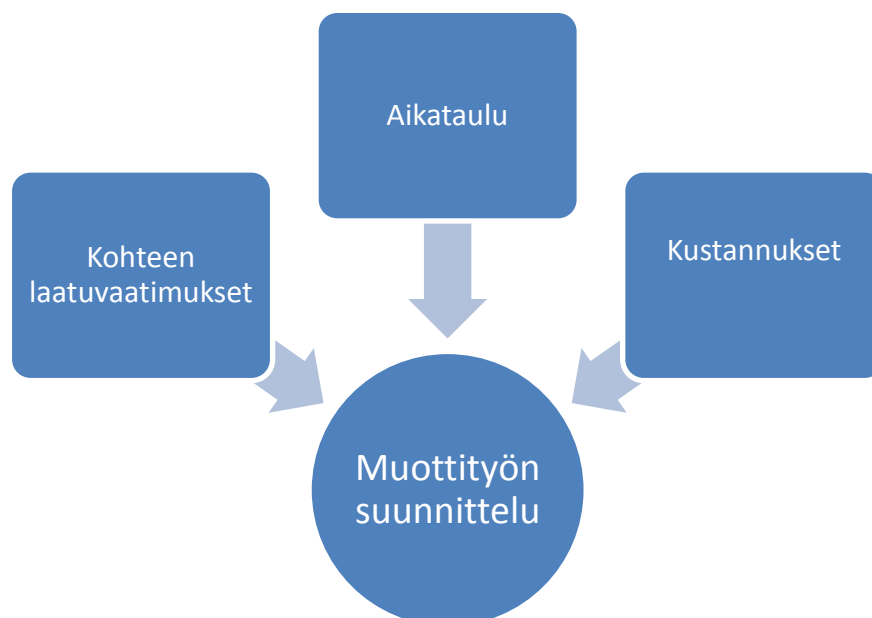 Aikataulu
Kohteen
laatuvaatimukset
Kustannukset
Muottityön
suunnittelu